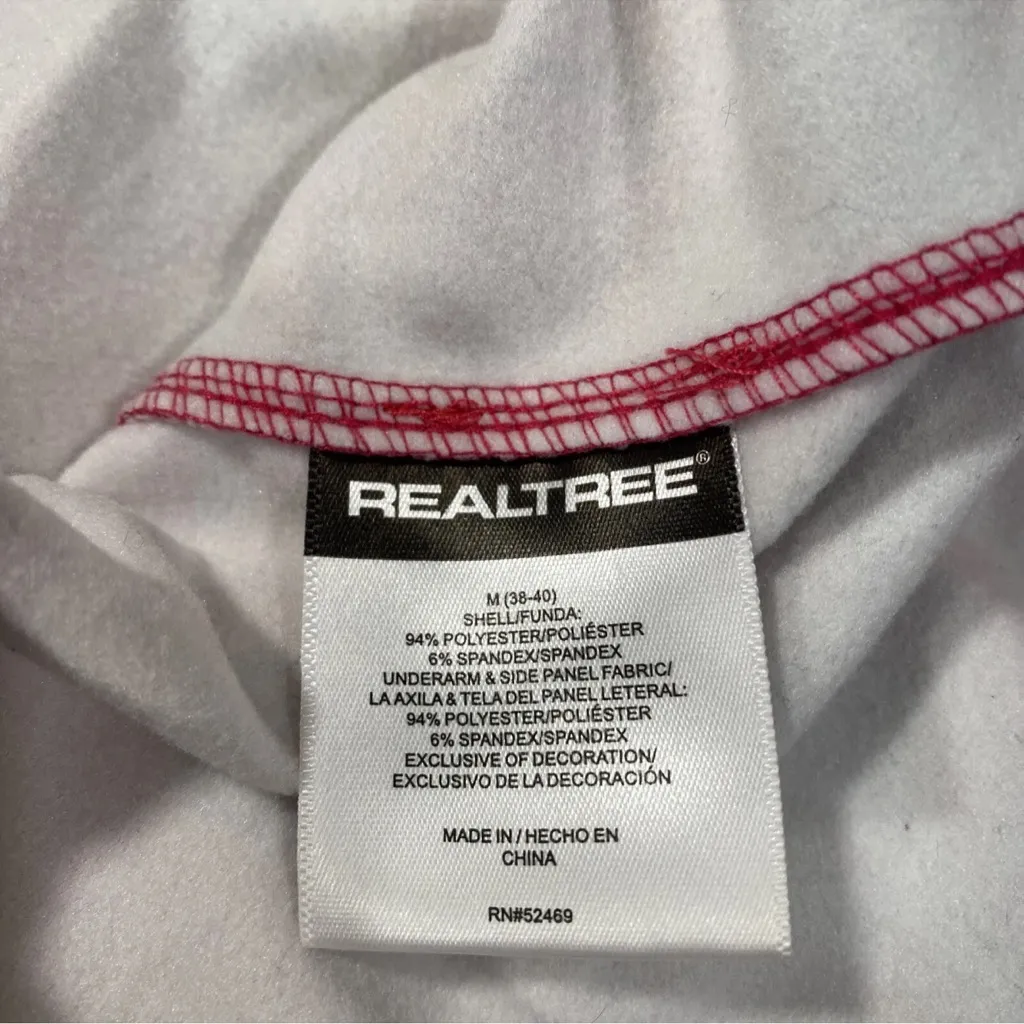 REALTREE®
M (38-40)
SHELL/FUNDA:
94% POLYESTER/POLIÉSTER
6% SPANDEX/SPANDEX
UNDERARM & SIDE PANEL FABRIC/
LA AXILA & TELA DEL PANEL LETERAL:
94% POLYESTER/POLIÉSTER
6% SPANDEX/SPANDEX
EXCLUSIVE OF DECORATION/
EXCLUSIVO DE LA DECORACIÓN
MADE IN / HECHO EN
CHINA
RN#52469